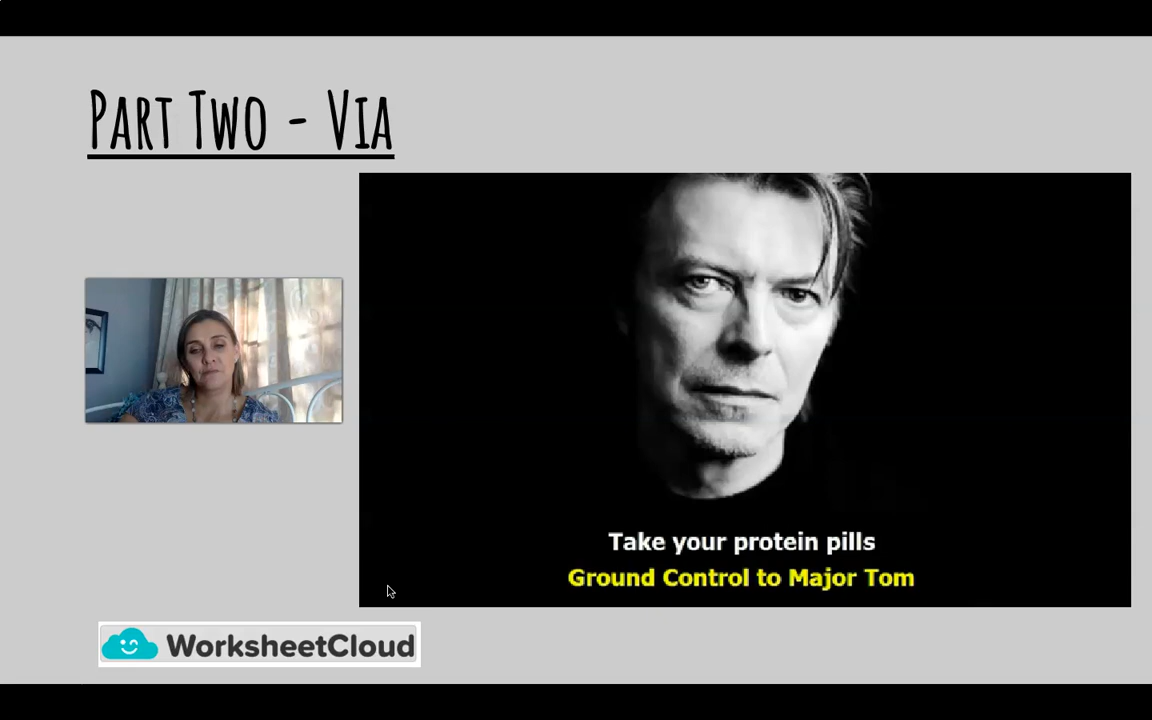 Part Two - Via
Take your protein pills
Ground Control to Major Tom
WorksheetCloud